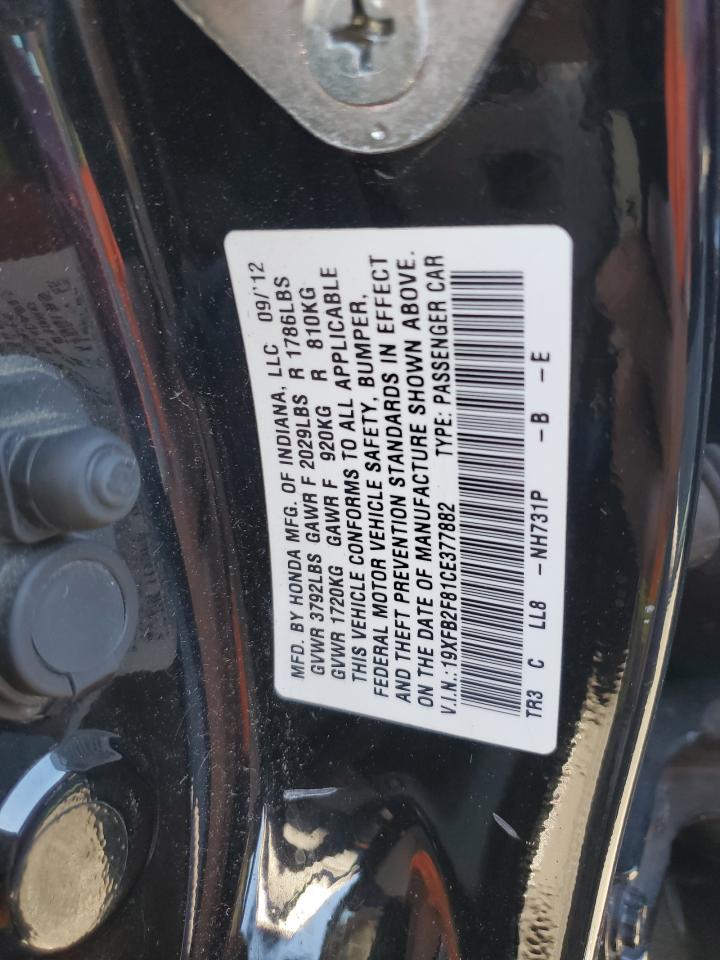 MFD. BY HONDA MFG. OF INDIANA, LLC 09/'12
GVWR 3792LBS GAWR F 2029LBS R 1786LBS
GVWR 1720KG GAWR F 920KG R 810KG
THIS VEHICLE CONFORMS TO ALL APPLICABLE
FEDERAL MOTOR VEHICLE SAFETY, BUMPER,
AND THEFT PREVENTION STANDARDS IN EFFECT
ON THE DATE OF MANUFACTURE SHOWN ABOVE.
V.I.N.:19XFB2F81CE377882 TYPE: PASSENGER CAR
TR3 C LL8 -NH731P -B -E